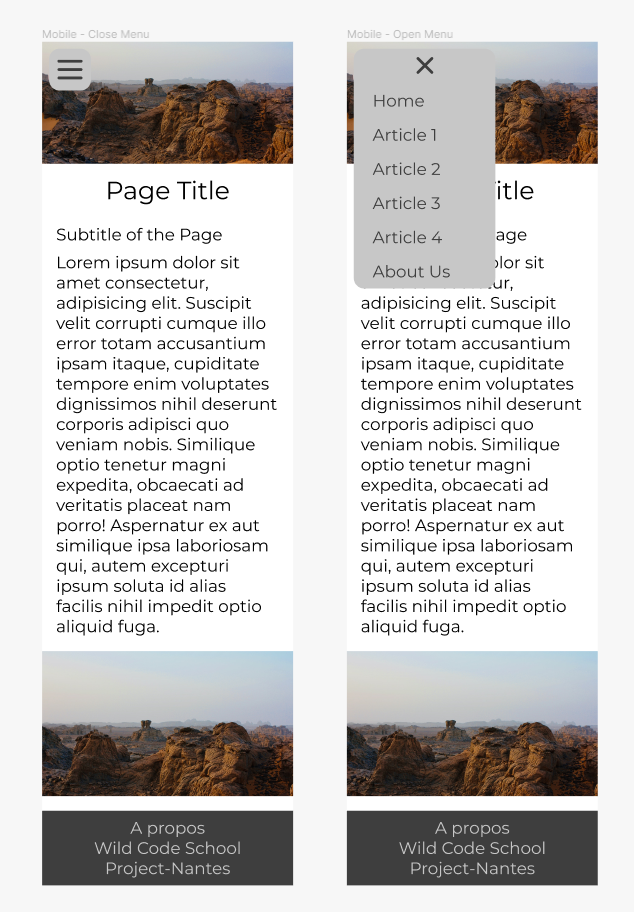 Mobile - Close Menu
Page Title
Subtitle of the Page
Lorem ipsum dolor sit
amet consectetur,
adipisicing elit. Suscipit
velit corrupti cumque illo
error totam accusantium
ipsam itaque, cupiditate
tempore enim voluptates
dignissimos nihil deserunt
corporis adipisci quo
veniam nobis. Similique
optio tenetur magni
expedita, obcaecati ad
veritatis placeat nam
porro! Aspernatur ex aut
similique ipsa laboriosam
qui, autem excepturi
ipsum soluta id alias
facilis nihil impedit optio
aliquid fuga.
A propos
Wild Code School
Project-Nantes
Mobile - Open Menu
Home
Article 1
Article 2
Article 3
Article 4
About Us
itle
age
olor sit
ur,
adipisicing elit. Suscipit
velit corrupti cumque illo
error totam accusantium
ipsam itaque, cupiditate
tempore enim voluptates
dignissimos nihil deserunt
corporis adipisci quo
veniam nobis. Similique
optio tenetur magni
expedita, obcaecati ad
veritatis placeat nam
porro! Aspernatur ex aut
similique ipsa laboriosam
qui, autem excepturi
ipsum soluta id alias
facilis nihil impedit optio
aliquid fuga.
A propos
Wild Code School
Project-Nantes